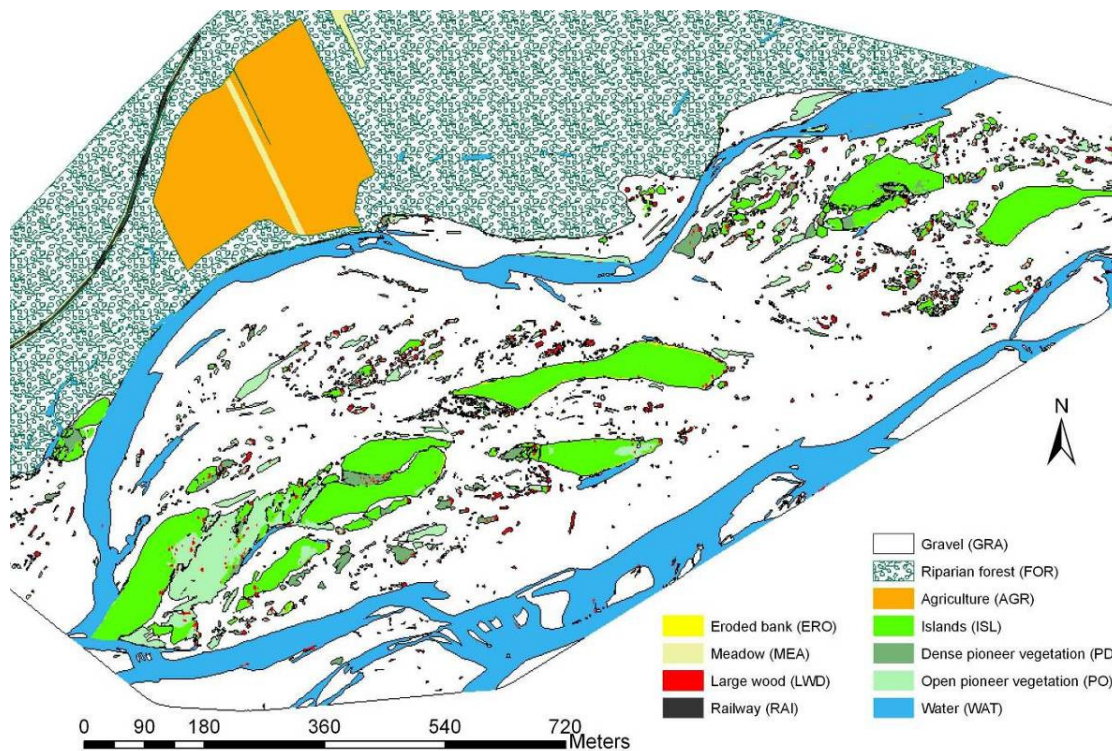 N
Gravel (GRA)
Riparian forest (FOR)
Agriculture (AGR)
Eroded bank (ERO)
Islands (ISL)
Meadow (MEA)
Dense pioneer vegetation (PD
Large wood (LWD)
Open pioneer vegetation (PO)
Railway (RAI)
Water (WAT)
0 90 180 360 540 720
Meters